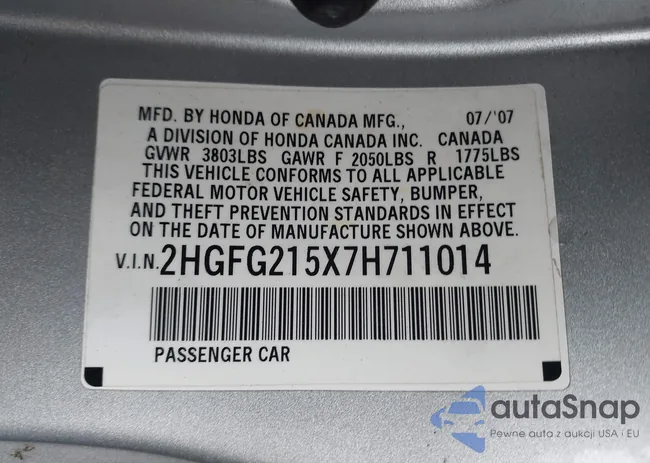 MFD. BY HONDA OF CANADA MFG., 07/'07
A DIVISION OF HONDA CANADA INC. CANADA
GVWR 3803LBS GAWR F 2050LBS R 1775LBS
THIS VEHICLE CONFORMS TO ALL APPLICABLE
FEDERAL MOTOR VEHICLE SAFETY, BUMPER,
AND THEFT PREVENTION STANDARDS IN EFFECT
ON THE DATE OF MANUFACTURE SHOWN ABOVE.
V.I.N. 2HGFG215X7H711014
PASSENGER CAR
autaSnap
Pewne auta z aukcji USA i EU